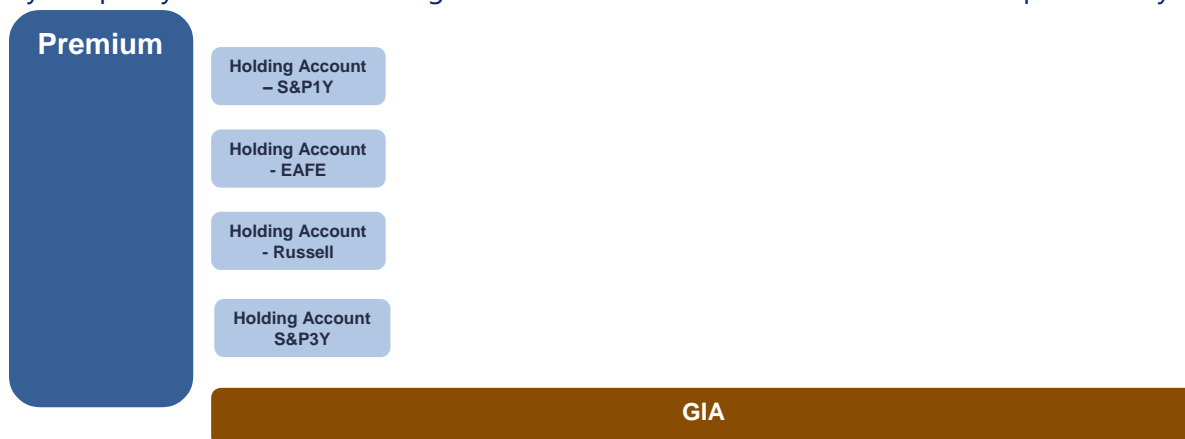 Premium
Holding Account
– S&P1Y
Holding Account
- EAFE
Holding Account
- Russell
Holding Account
S&P3Y
GIA